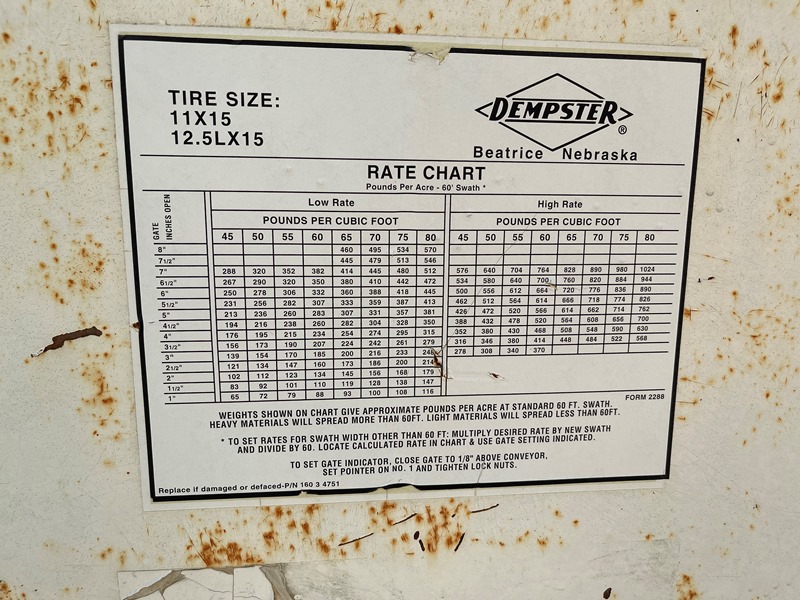 TIRE SIZE:
11X15
12.5LX15
DEMPSTER®
Beatrice Nebraska
RATE CHART
Pounds Per Acre - 60' Swath *
GATE INCHES OPEN
Low Rate High Rate
POUNDS PER CUBIC FOOT POUNDS PER CUBIC FOOT
45 50 55 60 65 70 75 80 45 50 55 60 65 70 75 80
8" 460 495 534 570
7 1/2" 445 479 513 546
7" 288 320 352 382 414 445 480 512 576 640 704 764 828 890 980 1024
6 1/2" 267 290 320 350 380 410 442 472 534 580 640 700 760 820 884 944
6" 250 278 306 332 360 388 418 445 500 556 612 664 720 776 836 890
5 1/2" 231 256 282 307 333 359 387 413 462 512 564 614 666 718 774 826
5" 213 236 260 283 307 331 357 381 426 472 520 566 614 662 714 762
4 1/2" 194 216 238 260 282 304 328 350 388 432 478 520 564 608 656 700
4" 176 195 215 234 254 274 295 315 352 380 430 468 508 548 590 630
3 1/2" 156 173 190 207 224 242 261 279 316 346 380 414 448 484 522 568
3" 139 154 170 185 200 216 233 248 278 308 340 370
2 1/2" 121 134 147 160 173 186 200 214
2" 102 112 123 134 145 156 168 179
1 1/2" 83 92 101 110 119 128 138 147
1" 65 72 79 88 93 100 108 116
FORM 2288
WEIGHTS SHOWN ON CHART GIVE APPROXIMATE POUNDS PER ACRE AT STANDARD 60 FT. SWATH.
HEAVY MATERIALS WILL SPREAD MORE THAN 60FT. LIGHT MATERIALS WILL SPREAD LESS THAN 60FT.
* TO SET RATES FOR SWATH WIDTH OTHER THAN 60 FT: MULTIPLY DESIRED RATE BY NEW SWATH
AND DIVIDE BY 60. LOCATE CALCULATED RATE IN CHART & USE GATE SETTING INDICATED.
TO SET GATE INDICATOR, CLOSE GATE TO 1/8" ABOVE CONVEYOR,
SET POINTER ON NO. 1 AND TIGHTEN LOCK NUTS.
Replace if damaged or defaced-P/N 160 3 4751